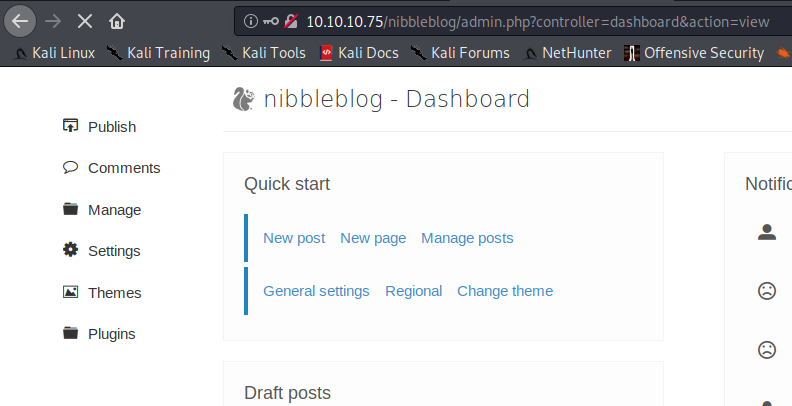 10.10.10.75/nibbleblog/admin.php?controller=dashboard&action=view
Kali Linux Kali Training Kali Tools Kali Docs Kali Forums NetHunter Offensive Security
nibbleblog - Dashboard
Publish
Comments
Manage
Settings
Themes
Plugins
Quick start
New post New page Manage posts
General settings Regional Change theme
Draft posts
Notific